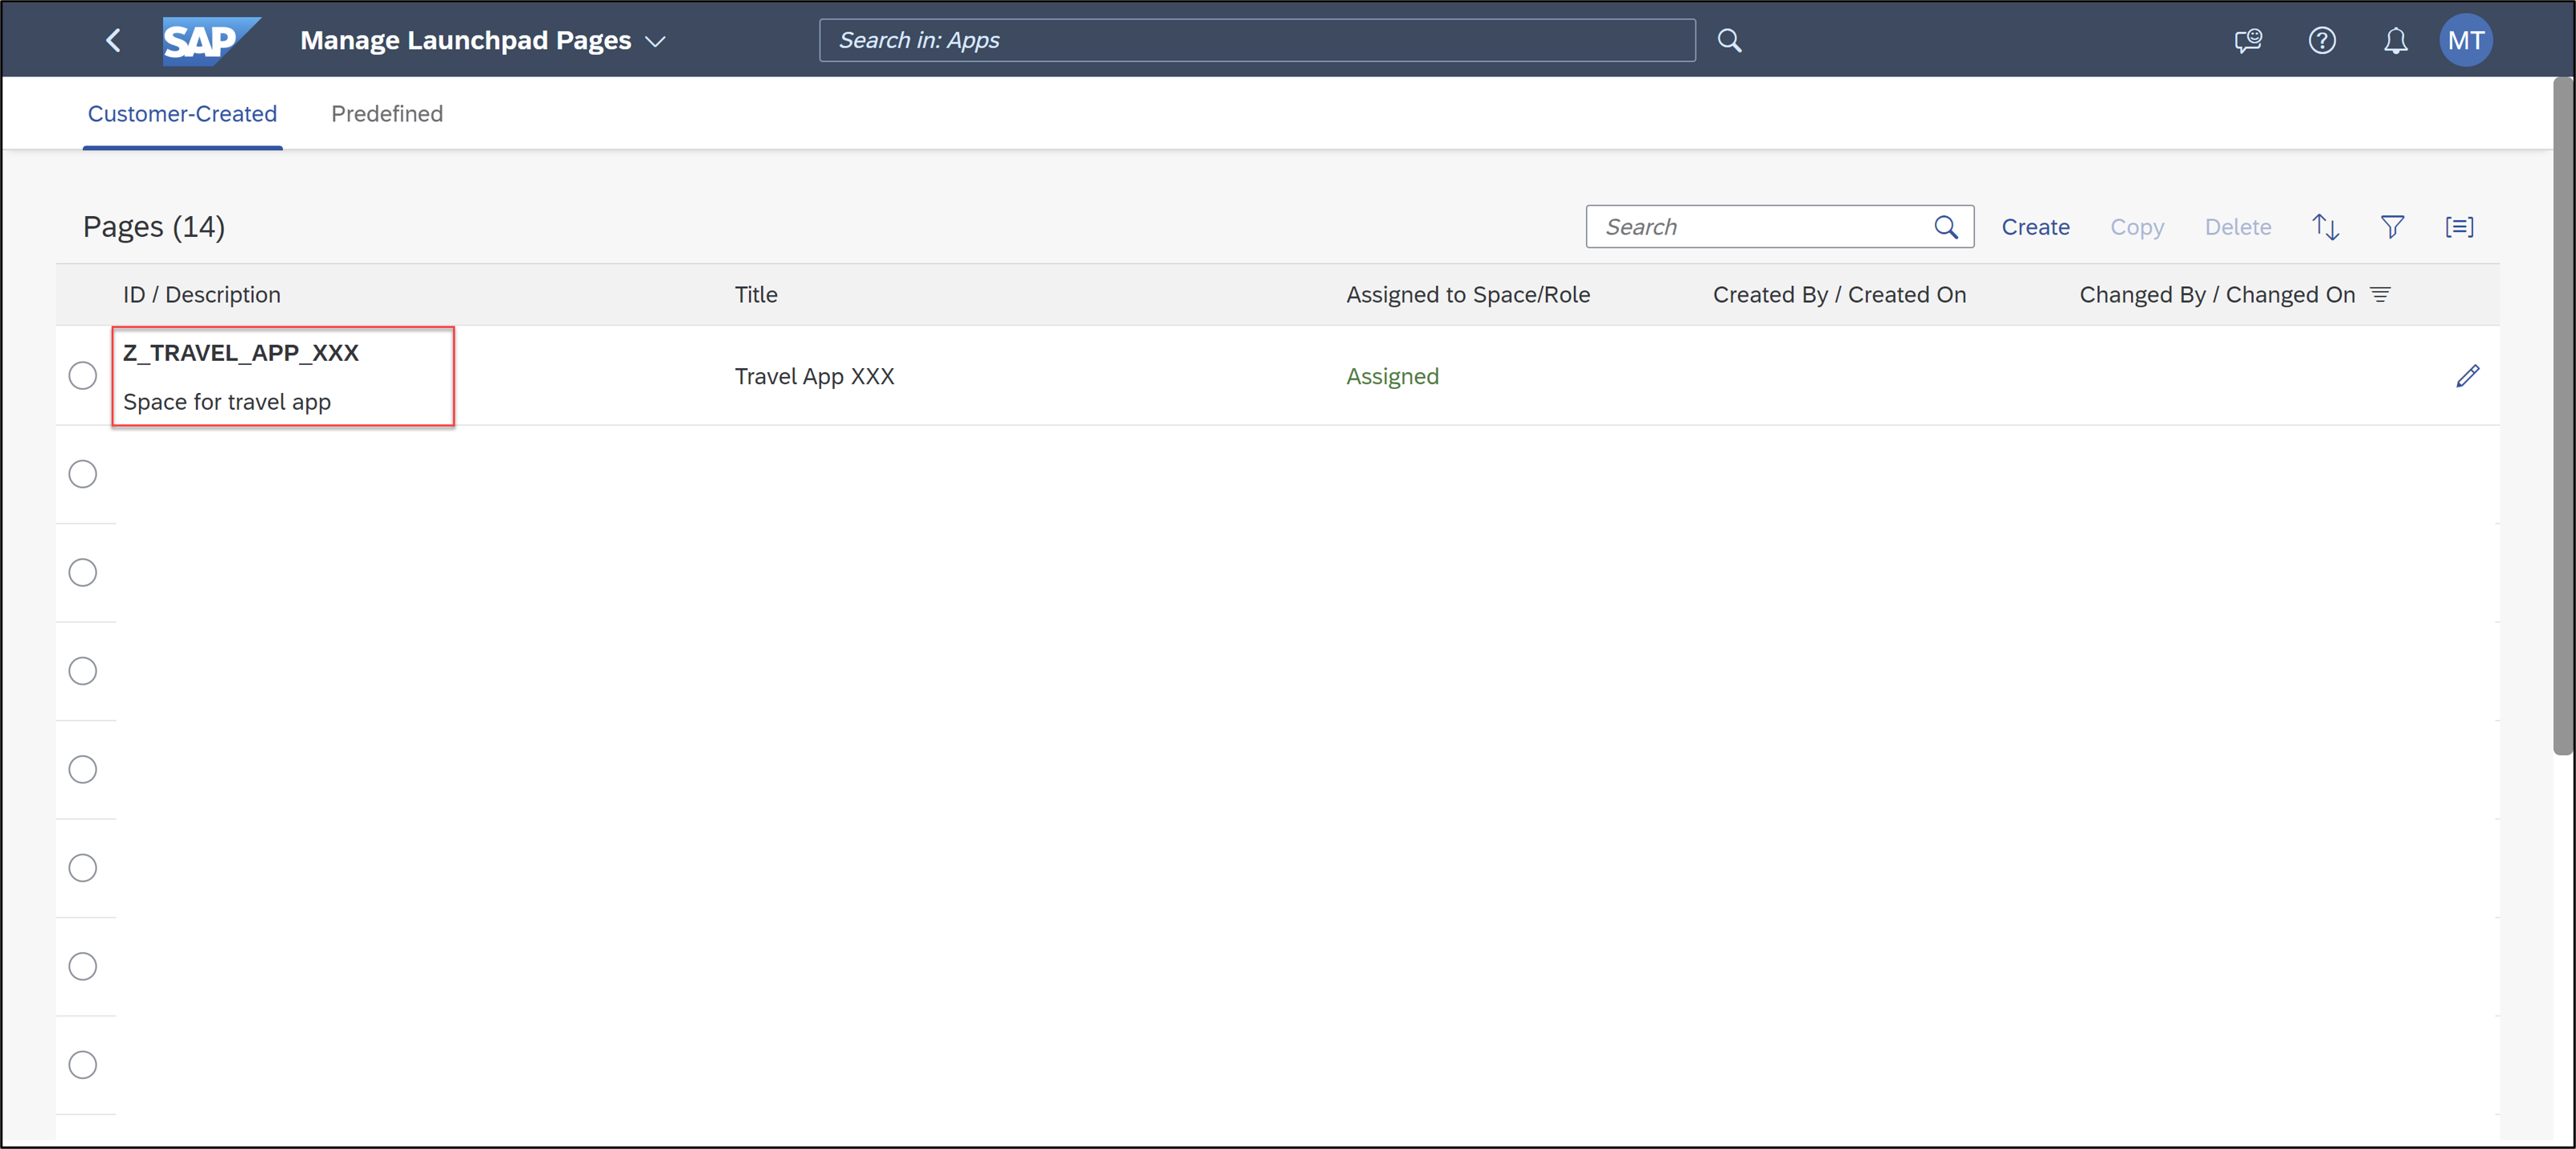 SAP Manage Launchpad Pages Search in: Apps MT
Customer-Created Predefined
Pages (14) Search Create Copy Delete
ID / Description Title Assigned to Space/Role Created By / Created On Changed By / Changed On
Z_TRAVEL_APP_XXX
Travel App XXX Assigned
Space for travel app